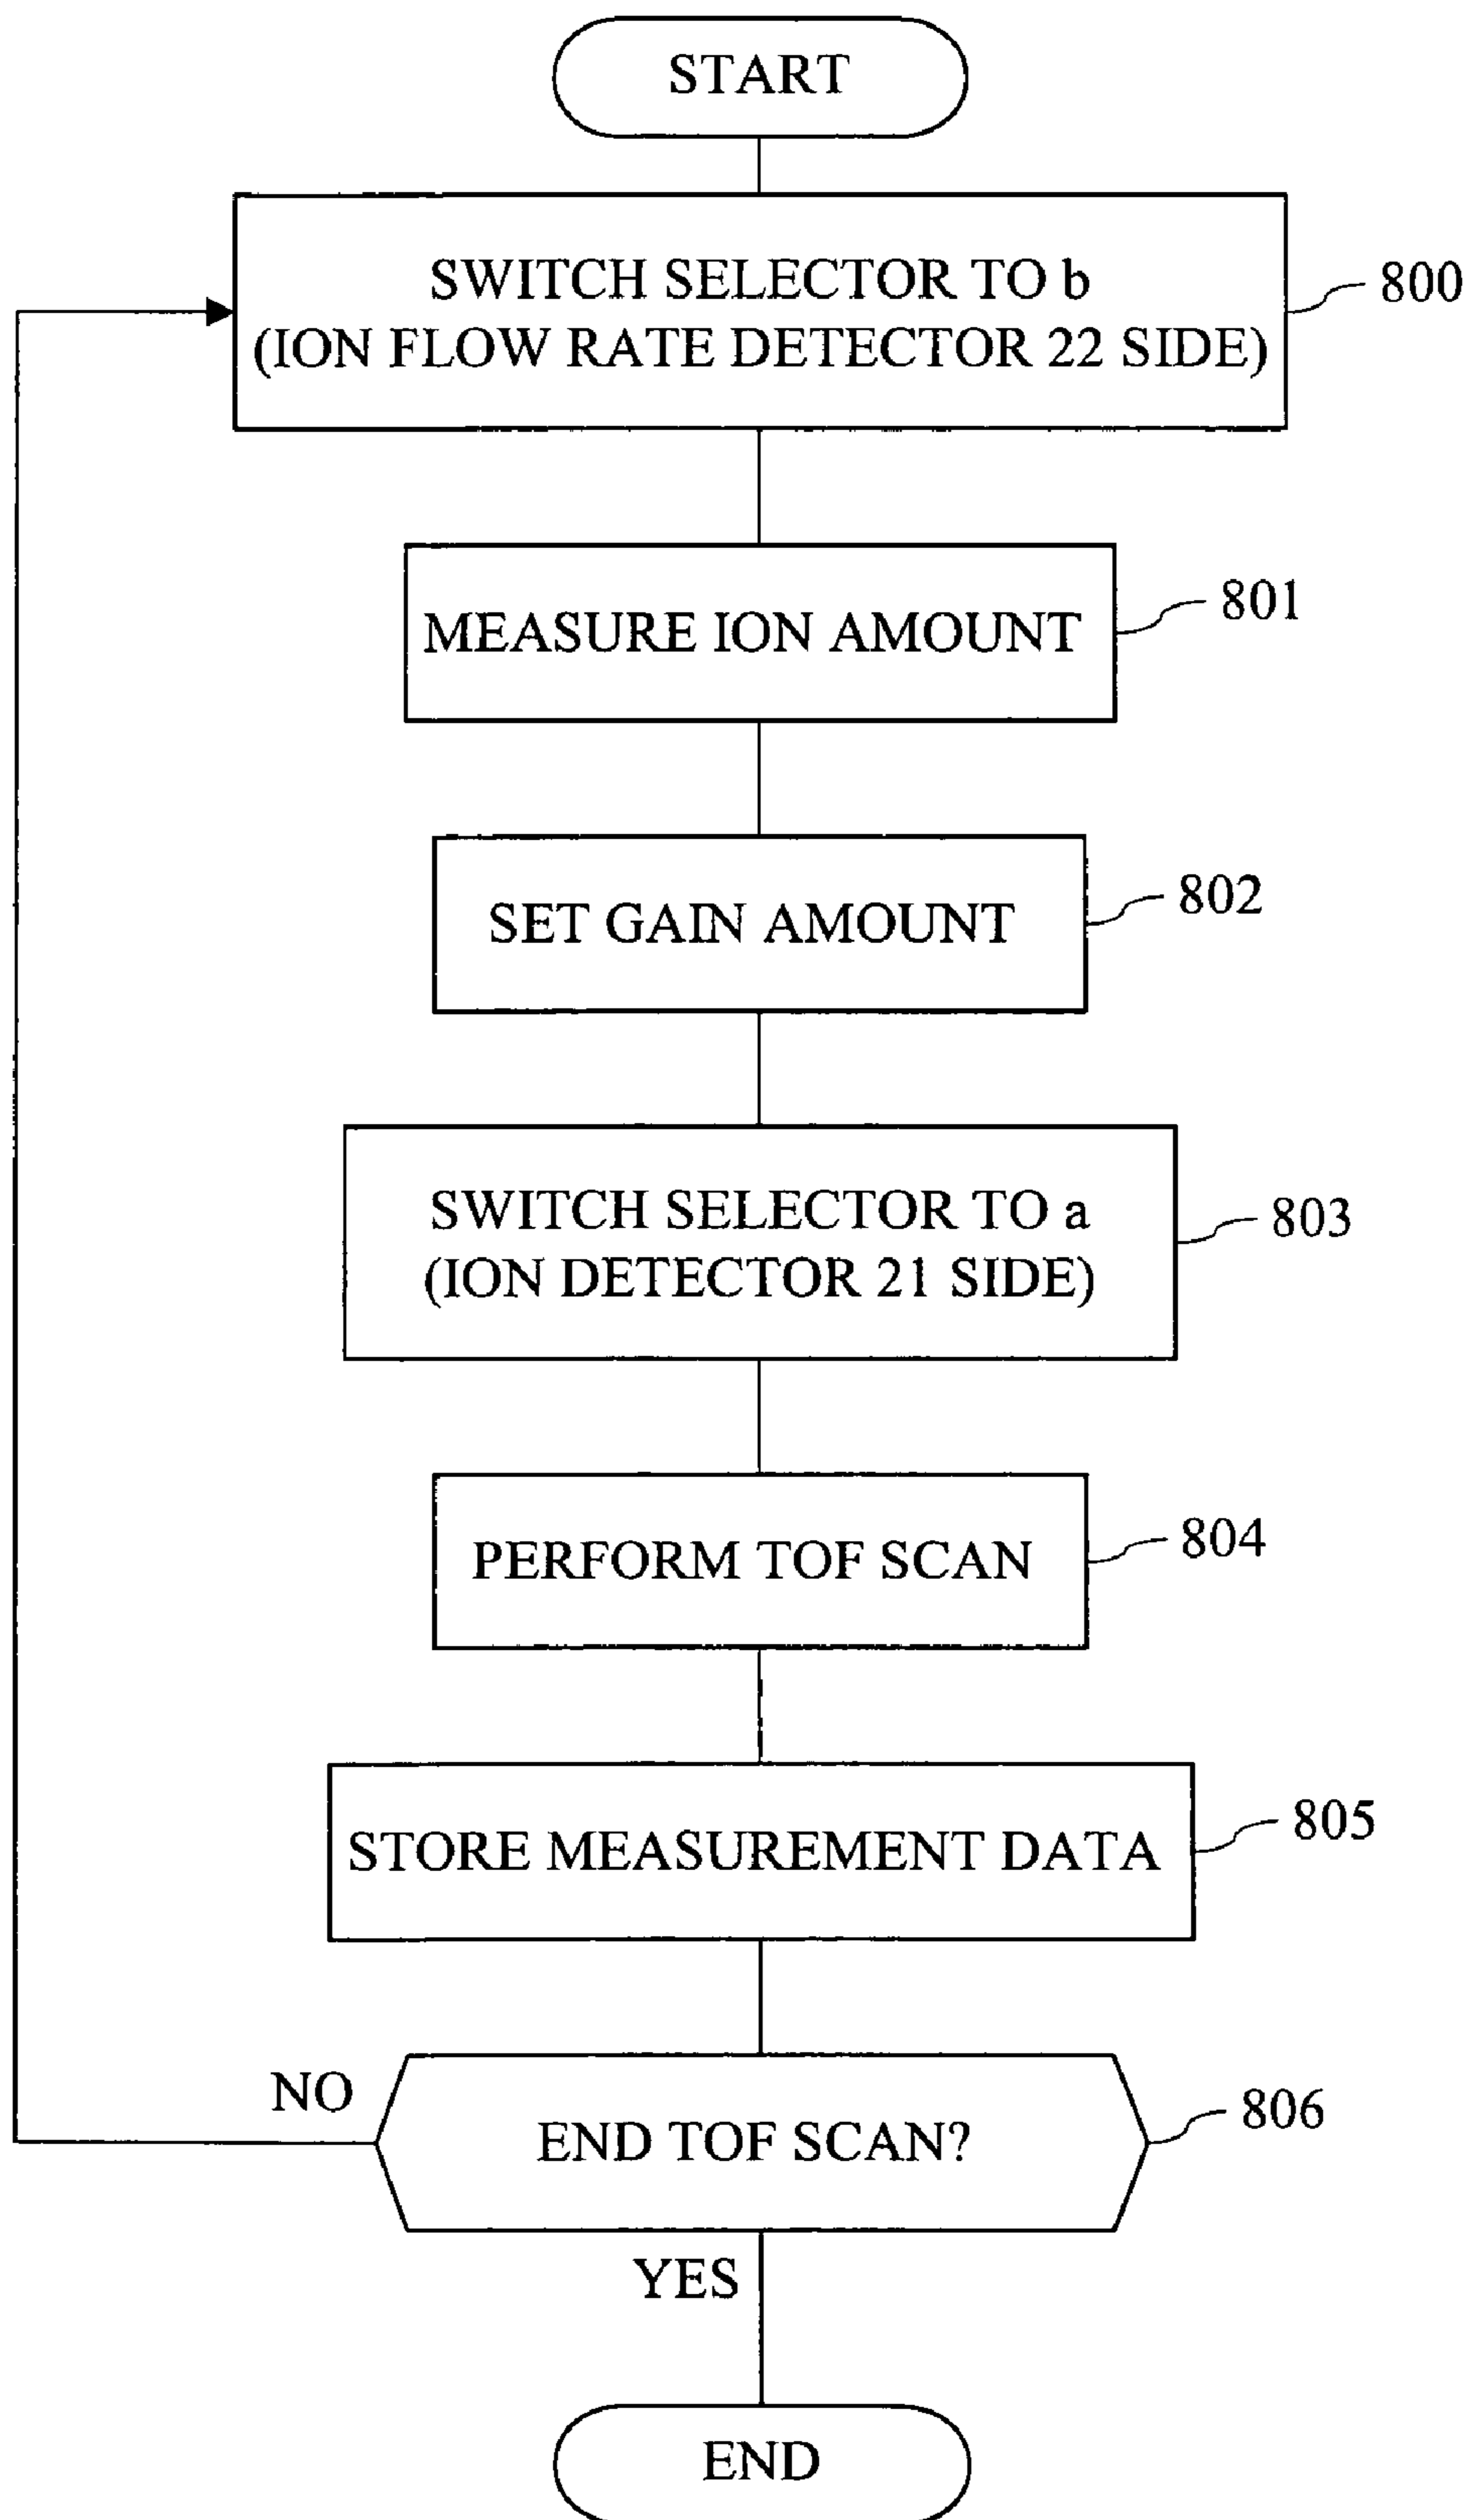 START
SWITCH SELECTOR TO b
(ION FLOW RATE DETECTOR 22 SIDE)
800
MEASURE ION AMOUNT
801
SET GAIN AMOUNT
802
SWITCH SELECTOR TO a
(ION DETECTOR 21 SIDE)
803
PERFORM TOF SCAN
804
STORE MEASUREMENT DATA
805
NO
END TOF SCAN?
806
YES
END